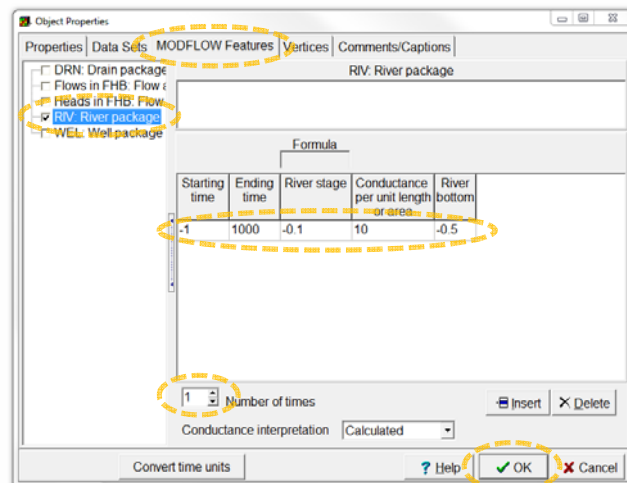 Object Properties
Properties Data Sets MODFLOW Features Vertices Comments/Captions
DRN: Drain package
Flows in FHB: Flow a
Heads in FHB: Flow
RIV: River package
WEL: Well package
RIV: River package
Formula
Starting time Ending time River stage Conductance per unit length or area River bottom
-1 1000 -0.1 10 -0.5
1 Number of times
Insert Delete
Conductance interpretation Calculated
Convert time units ? Help OK Cancel